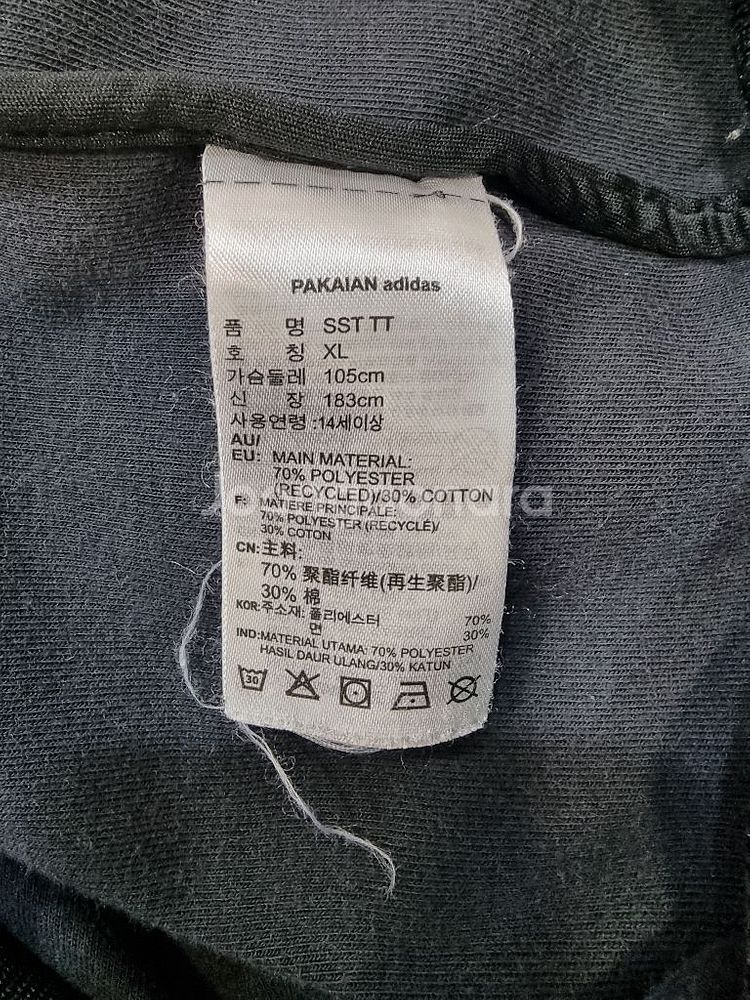 PAKAIAN adidas
품 명 SST TT
호 칭 XL
가슴둘레 105cm
신 장 183cm
사용연령 :14세이상
AU/
EU: MAIN MATERIAL:
70% POLYESTER
(RECYCLED)/30% COTTON
F: MATIÈRE PRINCIPALE:
70% POLYESTER (RECYCLÉ)/
30% COTON
CN:主料:
70% 聚酯纤维(再生聚酯)/
30% 棉
KOR:주소재: 폴리에스터 70%
면 30%
IND:MATERIAL UTAMA: 70% POLYESTER
HASIL DAUR ULANG/30% KATUN
30